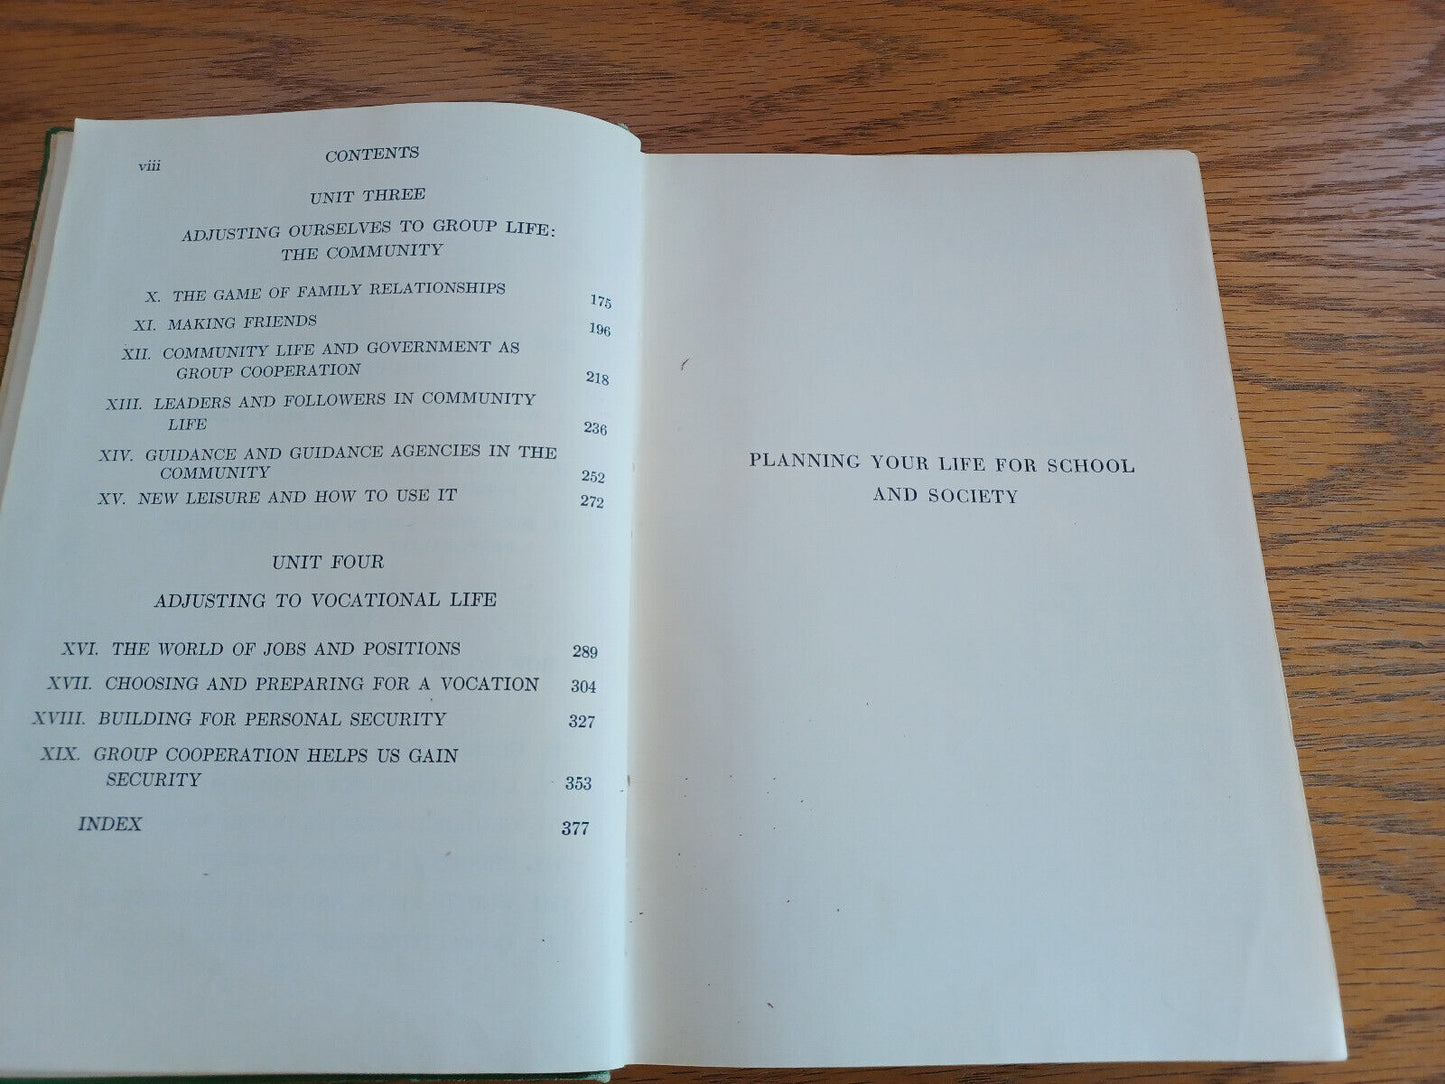 viii CONTENTS
UNIT THREE
ADJUSTING OURSELVES TO GROUP LIFE:
THE COMMUNITY
X. THE GAME OF FAMILY RELATIONSHIPS 175
XI. MAKING FRIENDS 196
XII. COMMUNITY LIFE AND GOVERNMENT AS
GROUP COOPERATION 218
XIII. LEADERS AND FOLLOWERS IN COMMUNITY
LIFE 236
XIV. GUIDANCE AND GUIDANCE AGENCIES IN THE
COMMUNITY 252
XV. NEW LEISURE AND HOW TO USE IT 272
UNIT FOUR
ADJUSTING TO VOCATIONAL LIFE
XVI. THE WORLD OF JOBS AND POSITIONS 289
XVII. CHOOSING AND PREPARING FOR A VOCATION 304
XVIII. BUILDING FOR PERSONAL SECURITY 327
XIX. GROUP COOPERATION HELPS US GAIN
SECURITY 353
INDEX 377
PLANNING YOUR LIFE FOR SCHOOL
AND SOCIETY